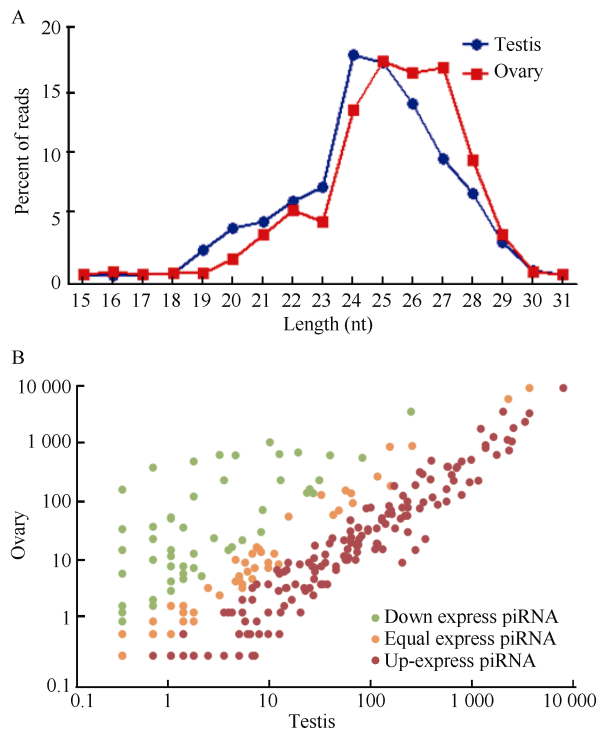 A
20
15
10
5
0
Percent of reads
Testis
Ovary
15 16 17 18 19 20 21 22 23 24 25 26 27 28 29 30 31
Length (nt)
B
10 000
1 000
100
10
1
0.1
Ovary
Down express piRNA
Equal express piRNA
Up-express piRNA
0.1 1 10 100 1 000 10 000
Testis